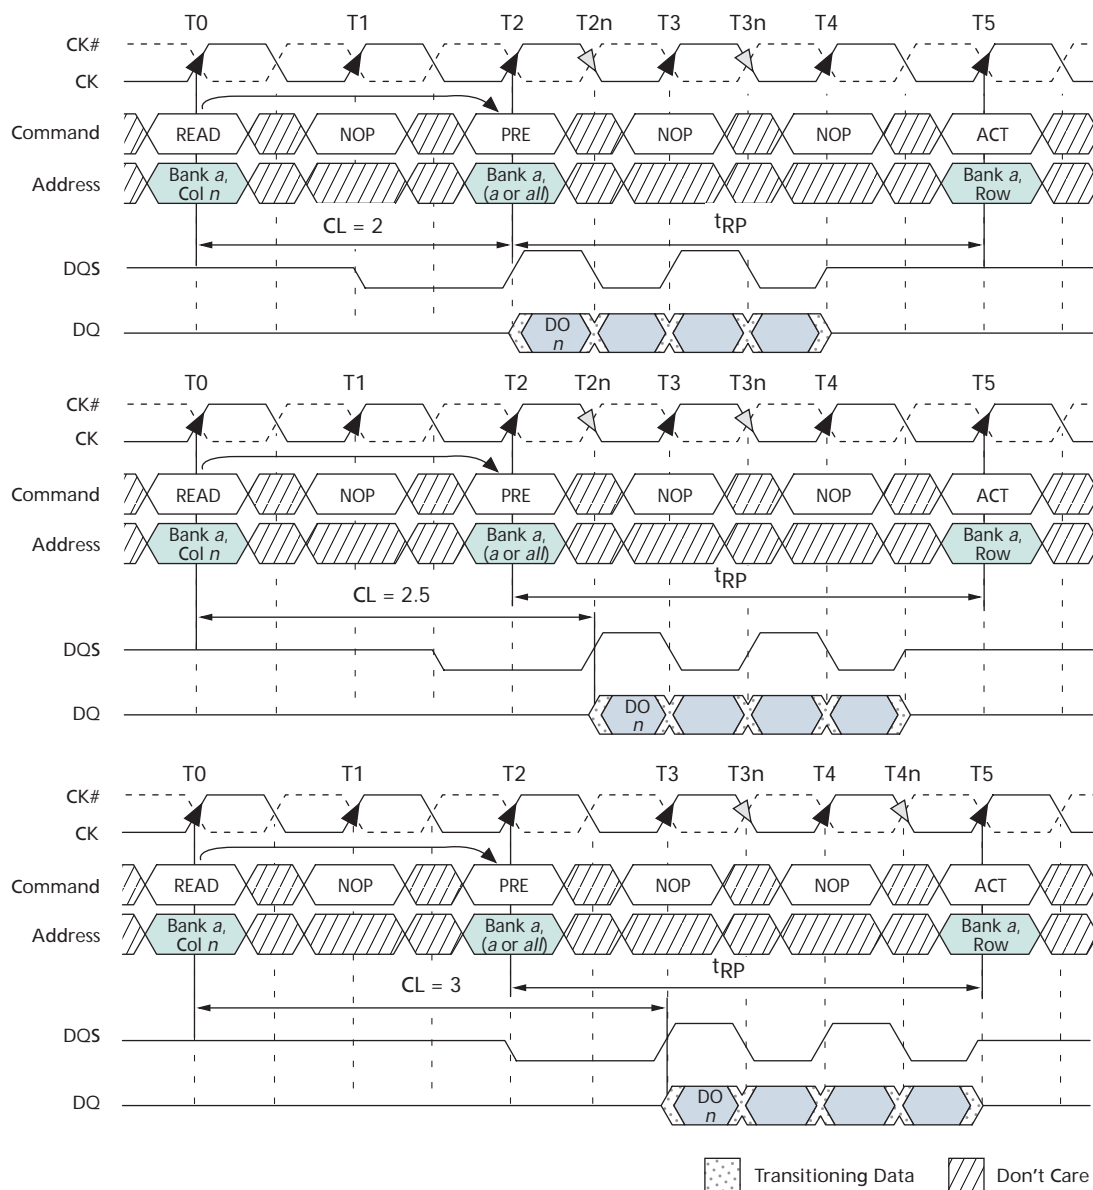 T0 T1 T2 T2n T3 T3n T4 T5
CK#
CK
Command READ NOP PRE NOP NOP ACT
Address Bank a, Col n Bank a, (a or all) Bank a, Row
CL = 2 tRP
DQS
DQ DO n
T0 T1 T2 T2n T3 T3n T4 T5
CK#
CK
Command READ NOP PRE NOP NOP ACT
Address Bank a, Col n Bank a, (a or all) Bank a, Row
tRP
CL = 2.5
DQS
DQ DO n
T0 T1 T2 T3 T3n T4 T4n T5
CK#
CK
Command READ NOP PRE NOP NOP ACT
Address Bank a, Col n Bank a, (a or all) Bank a, Row
tRP
CL = 3
DQS
DQ DO n
Transitioning Data Don't Care